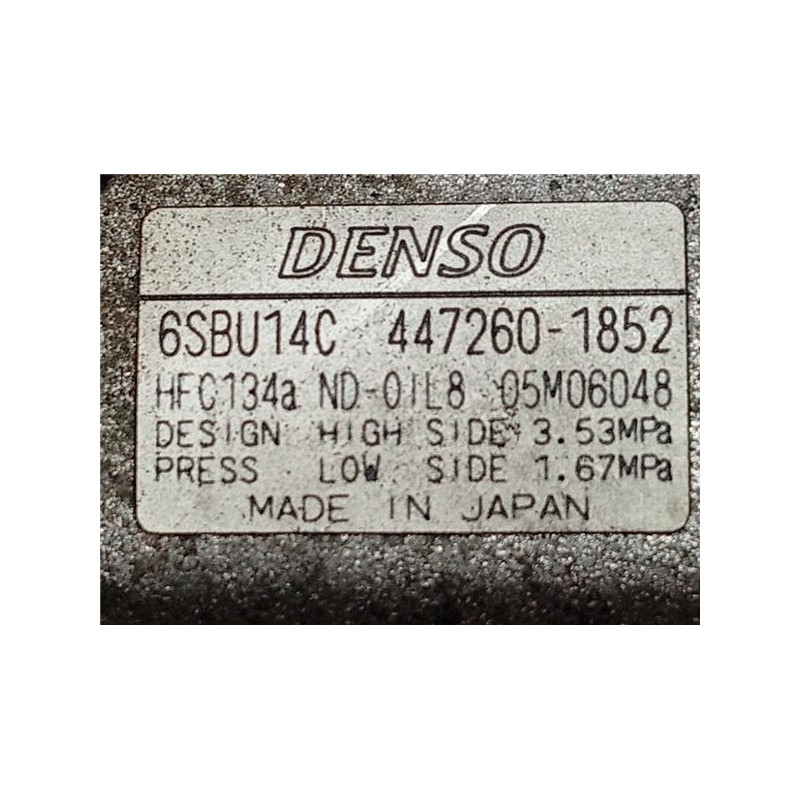 DENSO
6SBU14C 447260-1852
HFC134a ND-OIL8 05M06048
DESIGN HIGH SIDE 3.53MPa
PRESS LOW SIDE 1.67MPa
MADE IN JAPAN